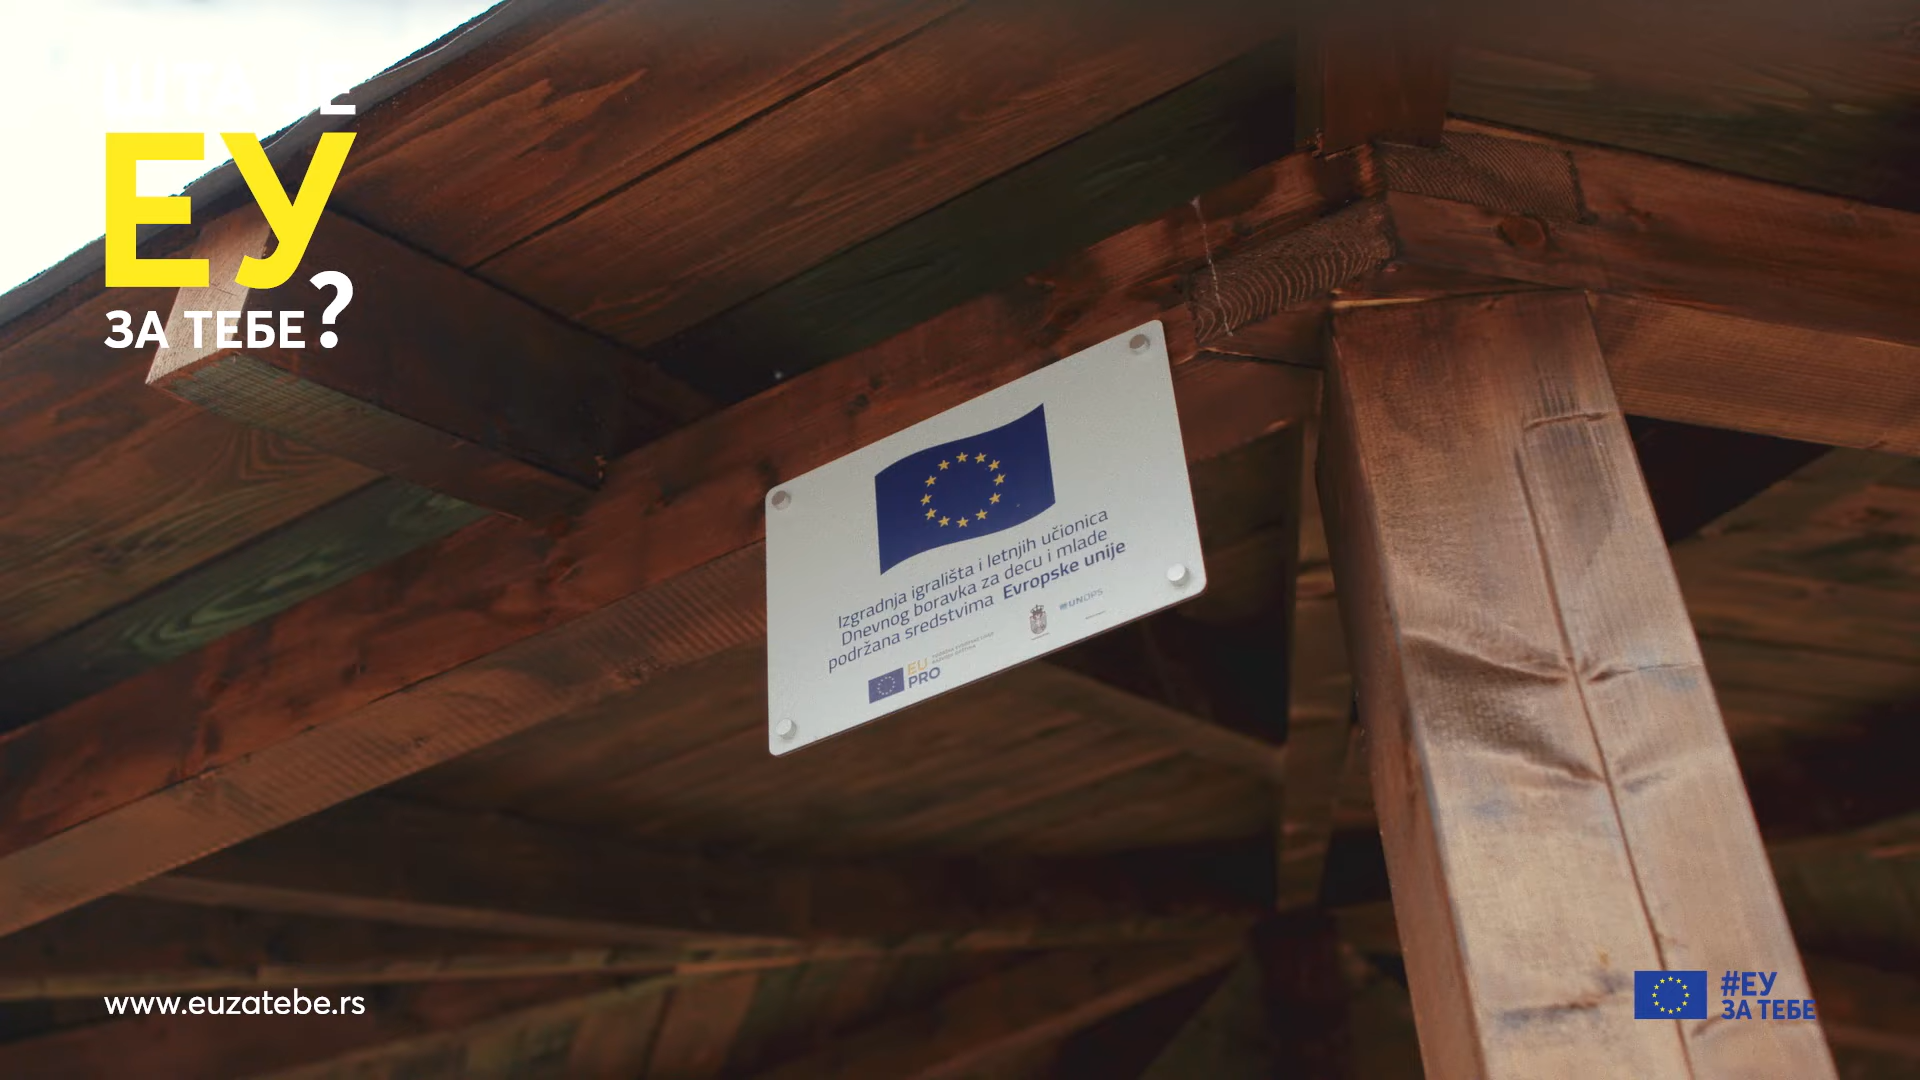 ШТА ЈЕ
ЕУ
ЗА ТЕБЕ?
Izgradnja igrališta i letnjih učionica
Dnevnog boravka za decu i mlade
podržana sredstvima Evropske unije
EU
PRO
UNOPS
www.euzatebe.rs
#ЕУ
ЗА ТЕБЕ